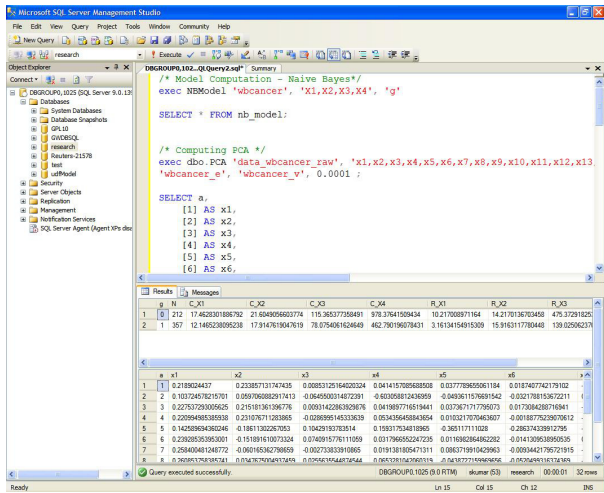 Microsoft SQL Server Management Studio
File Edit View Query Project Tools Window Community Help
New Query
research Execute
Object Explorer
DBGROUP0,102...QLQuery2.sql* Summary
Connect
DBGROUP0,1025 (SQL Server 9.0.139
Databases
System Databases
Database Snapshots
GPL10
GWDBSQL
research
Reuters-21578
test
udfModel
Security
Server Objects
Replication
Management
Notification Services
SQL Server Agent (Agent XPs disa
/* Model Computation - Naive Bayes*/
exec NBModel 'wbcancer', 'X1,X2,X3,X4', 'g'
SELECT * FROM nb_model;
/* Computing PCA */
exec dbo.PCA 'data_wbcancer_raw', 'x1,x2,x3,x4,x5,x6,x7,x8,x9,x10,x11,x12,x13
'wbcancer_e', 'wbcancer_v', 0.0001 ;
SELECT a,
[1] AS x1,
[2] AS x2,
[3] AS x3,
[4] AS x4,
[5] AS x5,
[6] AS x6,
Results Messages
g N C_X1 C_X2 C_X3 C_X4 R_X1 R_X2 R_X3
1 0 212 17.4628301886792 21.6049056603774 115.365377358491 978.37641509434 10.217008971164 14.2170136703458 475.37291825
2 1 357 12.1465238095238 17.9147619047619 78.0754061624649 462.790196078431 3.16134154915309 15.9163117780448 139.02506237
a x1 x2 x3 x4 x5 x6
1 1 0.2189024437 0.233857131747435 0.00853125164020324 0.0414157085688508 0.0377789655061184 0.0187407742179102
2 2 0.103724578215701 0.0597060882917413 -0.0645500314872391 -0.603058812436959 -0.0493611576691542 -0.0321788153672211
3 3 0.227537293005625 0.215181361396776 0.00931422863929876 0.0419897716519441 0.0373671717795073 0.0173084288716941
4 4 0.220994985385938 0.231076711283865 -0.0286995145333639 0.0534356458843654 0.0103217070463607 -0.00188775239070612
5 5 0.142589694360246 -0.18611302267053 0.10429193783514 0.159317534818965 -0.365117111028 -0.286374339912795
6 6 0.239285353953001 -0.151891610073324 0.0740915776111059 0.0317966552247235 0.0116982864862282 -0.0141309538950535
7 7 0.258400481248772 -0.060165362798659 -0.002733833910865 0.0191381805471311 0.0863719910429963 -0.00934421795721915
Query executed successfully. DBGROUP0,1025 (9.0 RTM) skumar (53) research 00:00:01 32 rows
Ready Ln 15 Col 15 Ch 12 INS